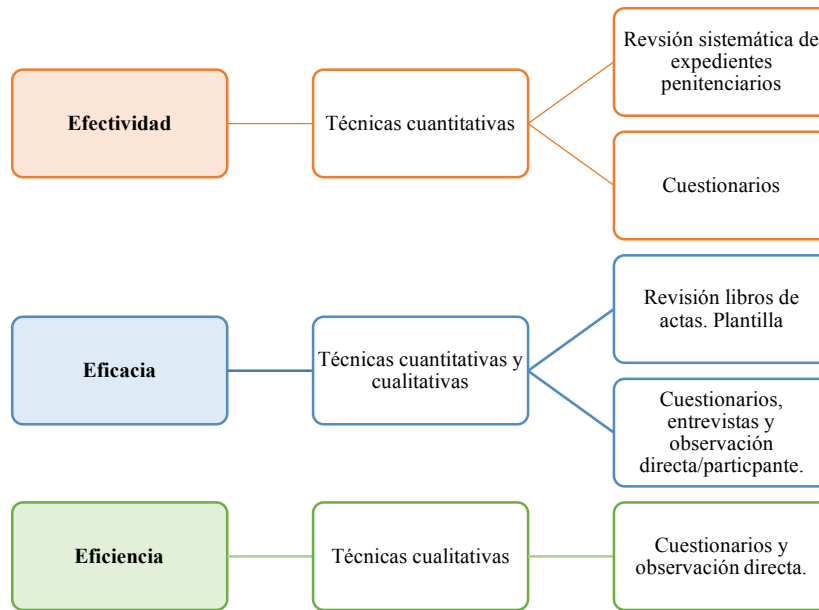 Efectividad
Técnicas cuantitativas
Revsión sistemática de
expedientes
penitenciarios
Cuestionarios
Eficacia
Técnicas cuantitativas y
cualitativas
Revisión libros de
actas. Plantilla
Cuestionarios,
entrevistas y
observación
directa/particpante.
Eficiencia
Técnicas cualitativas
Cuestionarios y
observación directa.